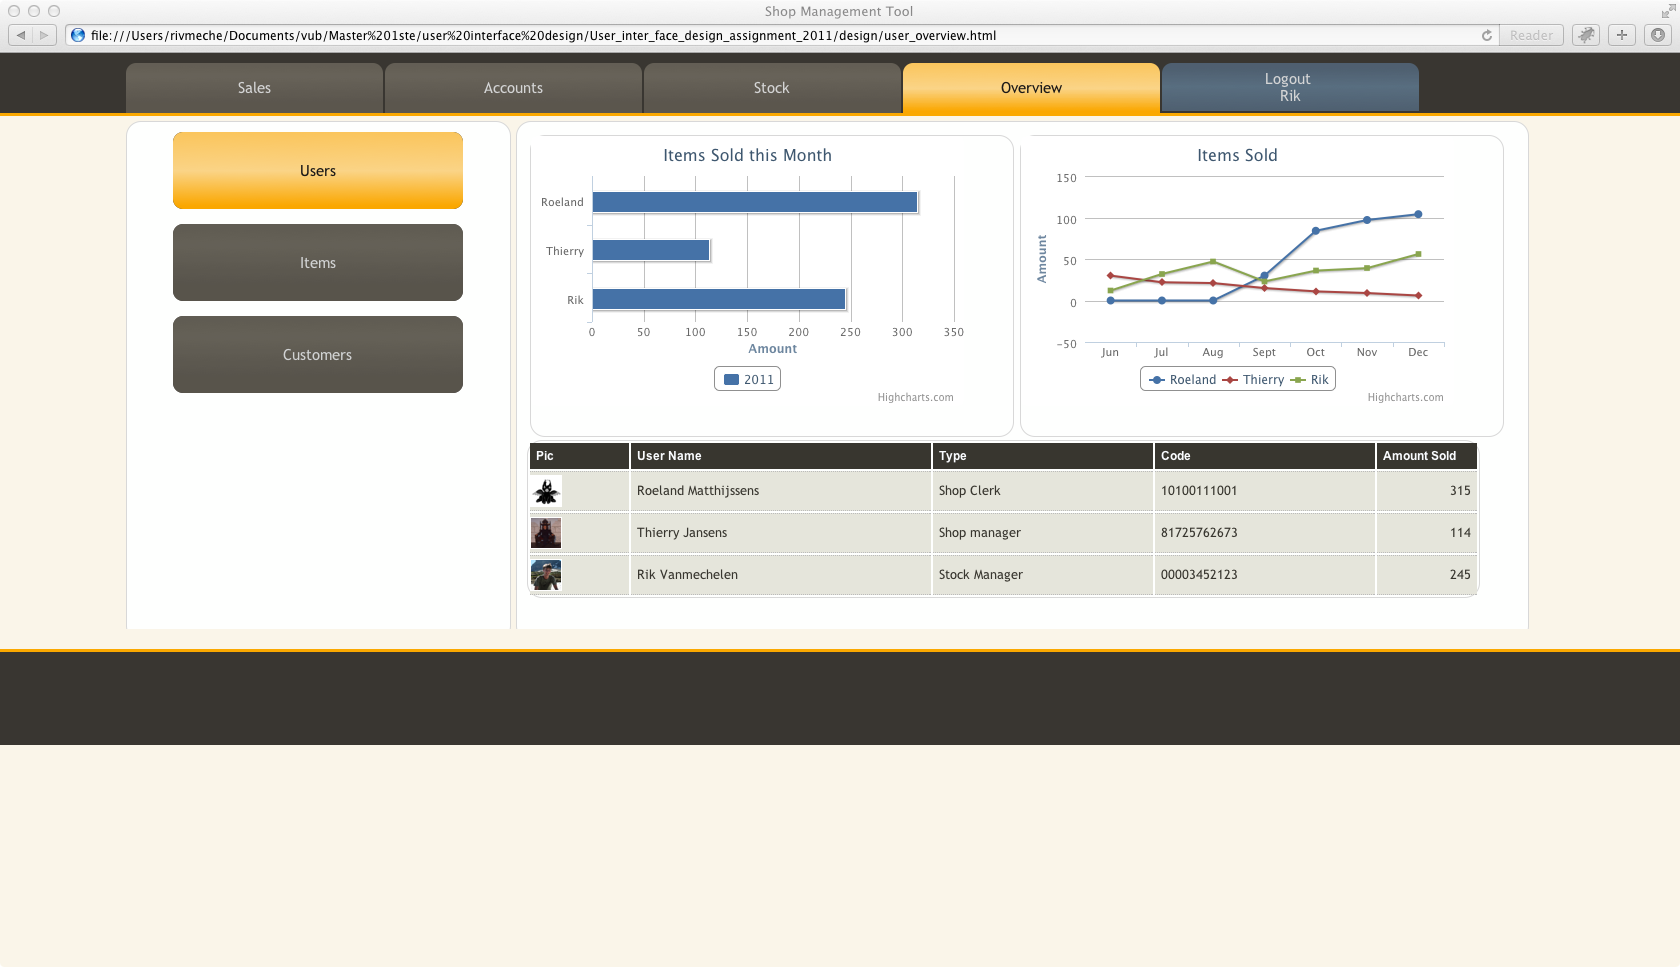 Shop Management Tool
file:///Users/rivmeche/Documents/vub/Master%201ste/user%20interface%20design/User_inter_face_design_assignment_2011/design/user_overview.html
Reader
Sales
Accounts
Stock
Overview
Logout
Rik
Users
Items
Customers
Items Sold this Month
Roeland
Thierry
Rik
0 50 100 150 200 250 300 350
Amount
2011
Highcharts.com
Items Sold
150
100
50
0
-50
Amount
Jun Jul Aug Sept Oct Nov Dec
Roeland Thierry Rik
Highcharts.com
Pic User Name Type Code Amount Sold
Roeland Matthijssens Shop Clerk 10100111001 315
Thierry Jansens Shop manager 81725762673 114
Rik Vanmechelen Stock Manager 00003452123 245